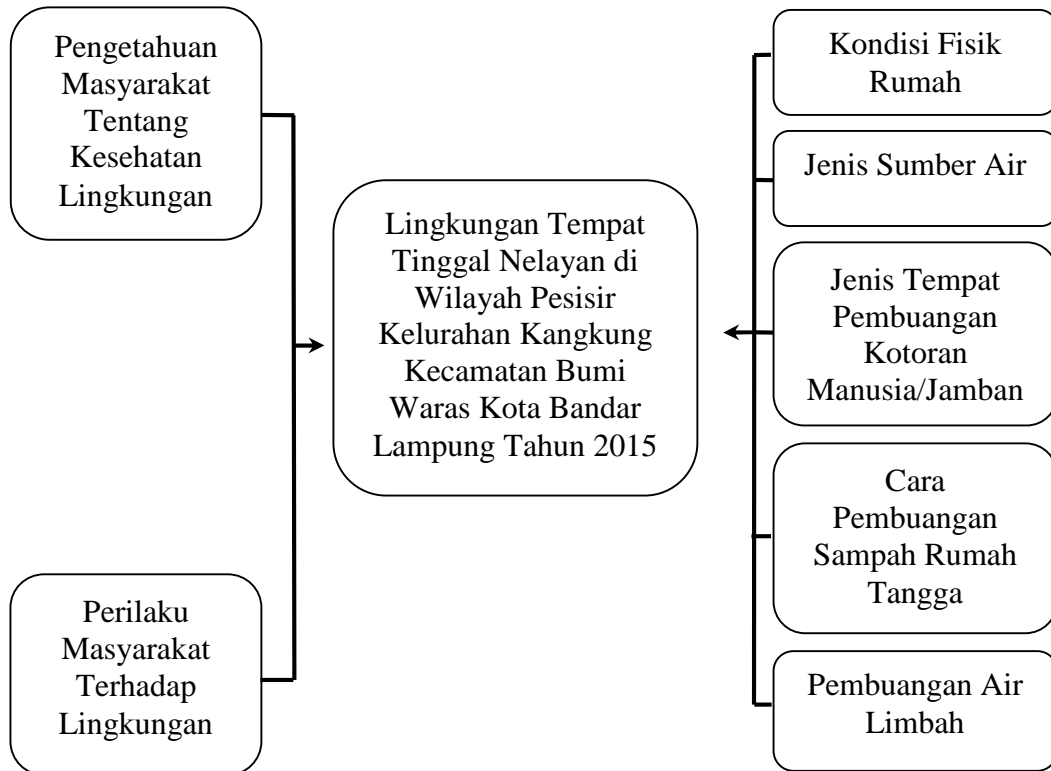 Pengetahuan
Masyarakat
Tentang
Kesehatan
Lingkungan
Perilaku
Masyarakat
Terhadap
Lingkungan
Lingkungan Tempat
Tinggal Nelayan di
Wilayah Pesisir
Kelurahan Kangkung
Kecamatan Bumi
Waras Kota Bandar
Lampung Tahun 2015
Kondisi Fisik
Rumah
Jenis Sumber Air
Jenis Tempat
Pembuangan
Kotoran
Manusia/Jamban
Cara
Pembuangan
Sampah Rumah
Tangga
Pembuangan Air
Limbah